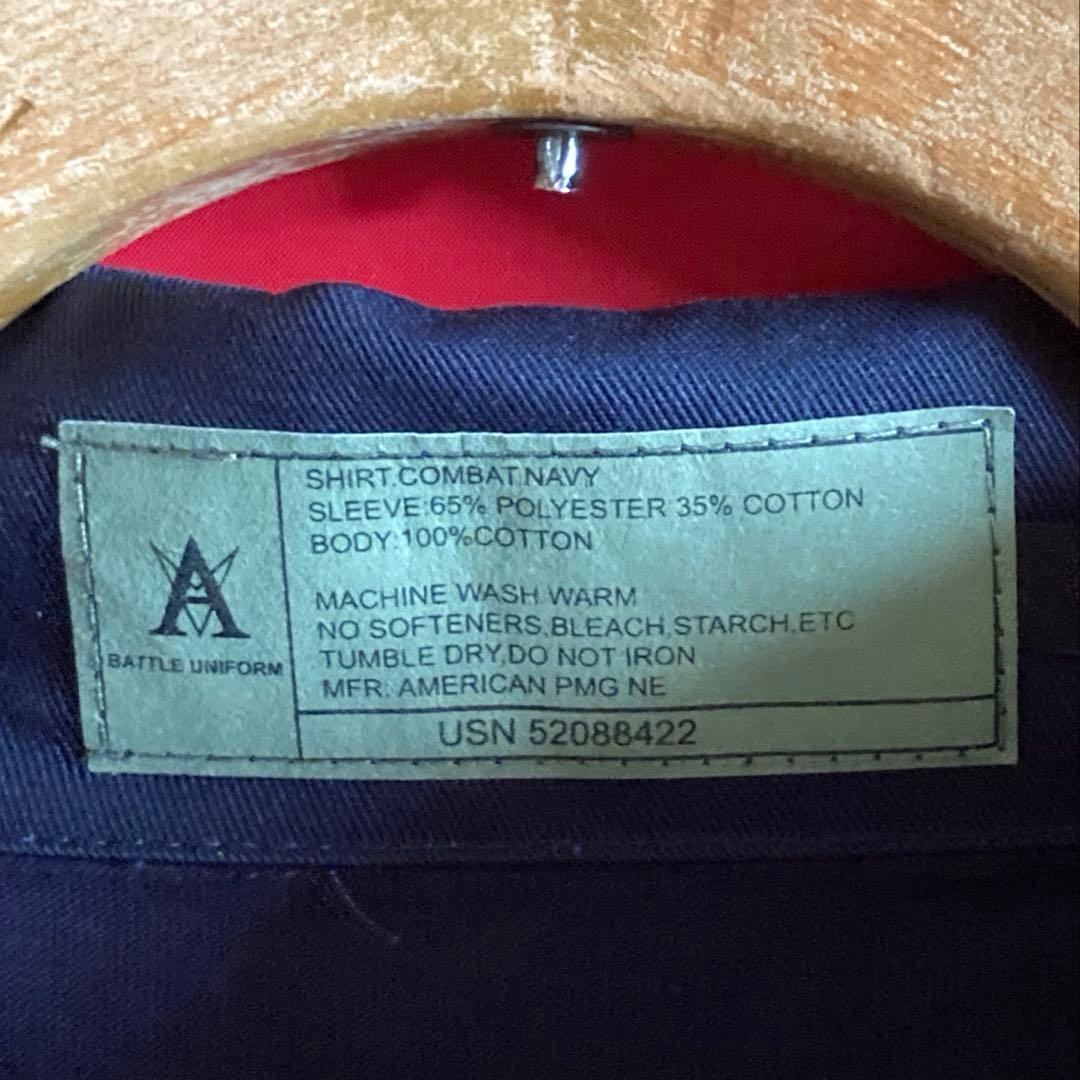 BATTLE UNIFORM
SHIRT.COMBAT.NAVY
SLEEVE:65% POLYESTER 35% COTTON
BODY:100%COTTON
MACHINE WASH WARM
NO SOFTENERS,BLEACH,STARCH,ETC
TUMBLE DRY,DO NOT IRON
MFR: AMERICAN PMG NE
USN 52088422